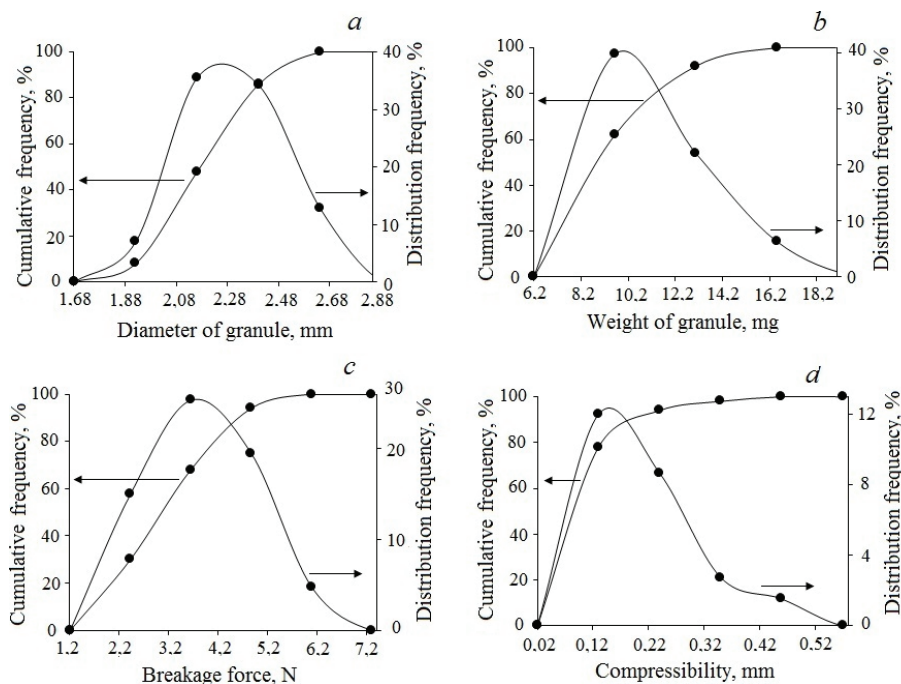 a
100
80
60
40
20
0
Cumulative frequency, %
40
30
20
10
0
Distribution frequency, %
1.68 1.88 2,08 2.28 2.48 2.68 2.88
Diameter of granule, mm
b
100
80
60
40
20
0
Cumulative frequency, %
40
30
20
10
0
Distribution frequency, %
6.2 8.2 10.2 12.2 14.2 16.2 18.2
Weight of granule, mg
c
100
80
60
40
20
0
Cumulative frequency, %
30
20
10
0
Distribution frequency, %
1,2 2,2 3,2 4,2 5,2 6,2 7,2
Breakage force, N
d
100
80
60
40
20
0
Cumulative frequency, %
12
8
4
0
Distribution frequency, %
0.02 0,12 0,22 0,32 0,42 0,52
Compressibility, mm